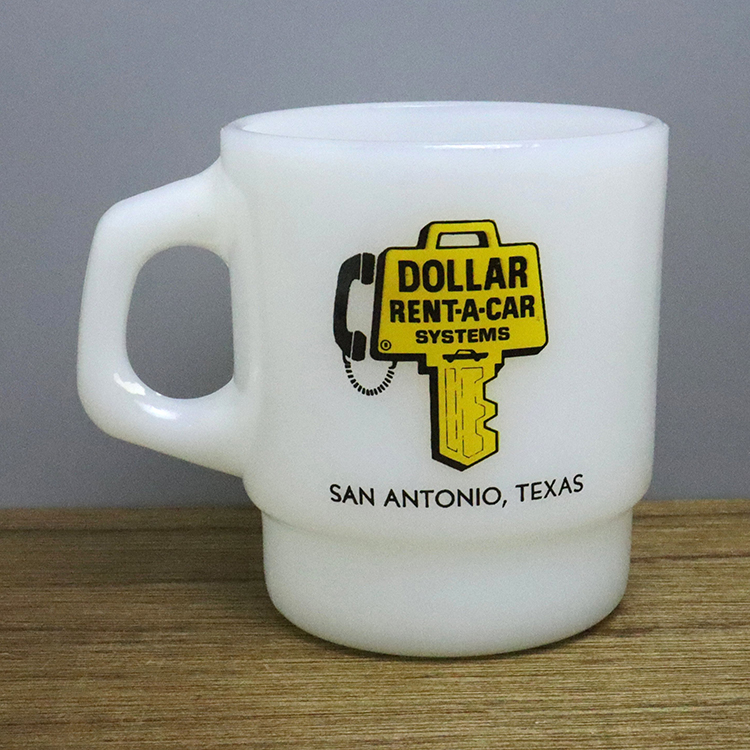 DOLLAR
RENT-A-CAR
SYSTEMS
®
SAN ANTONIO, TEXAS